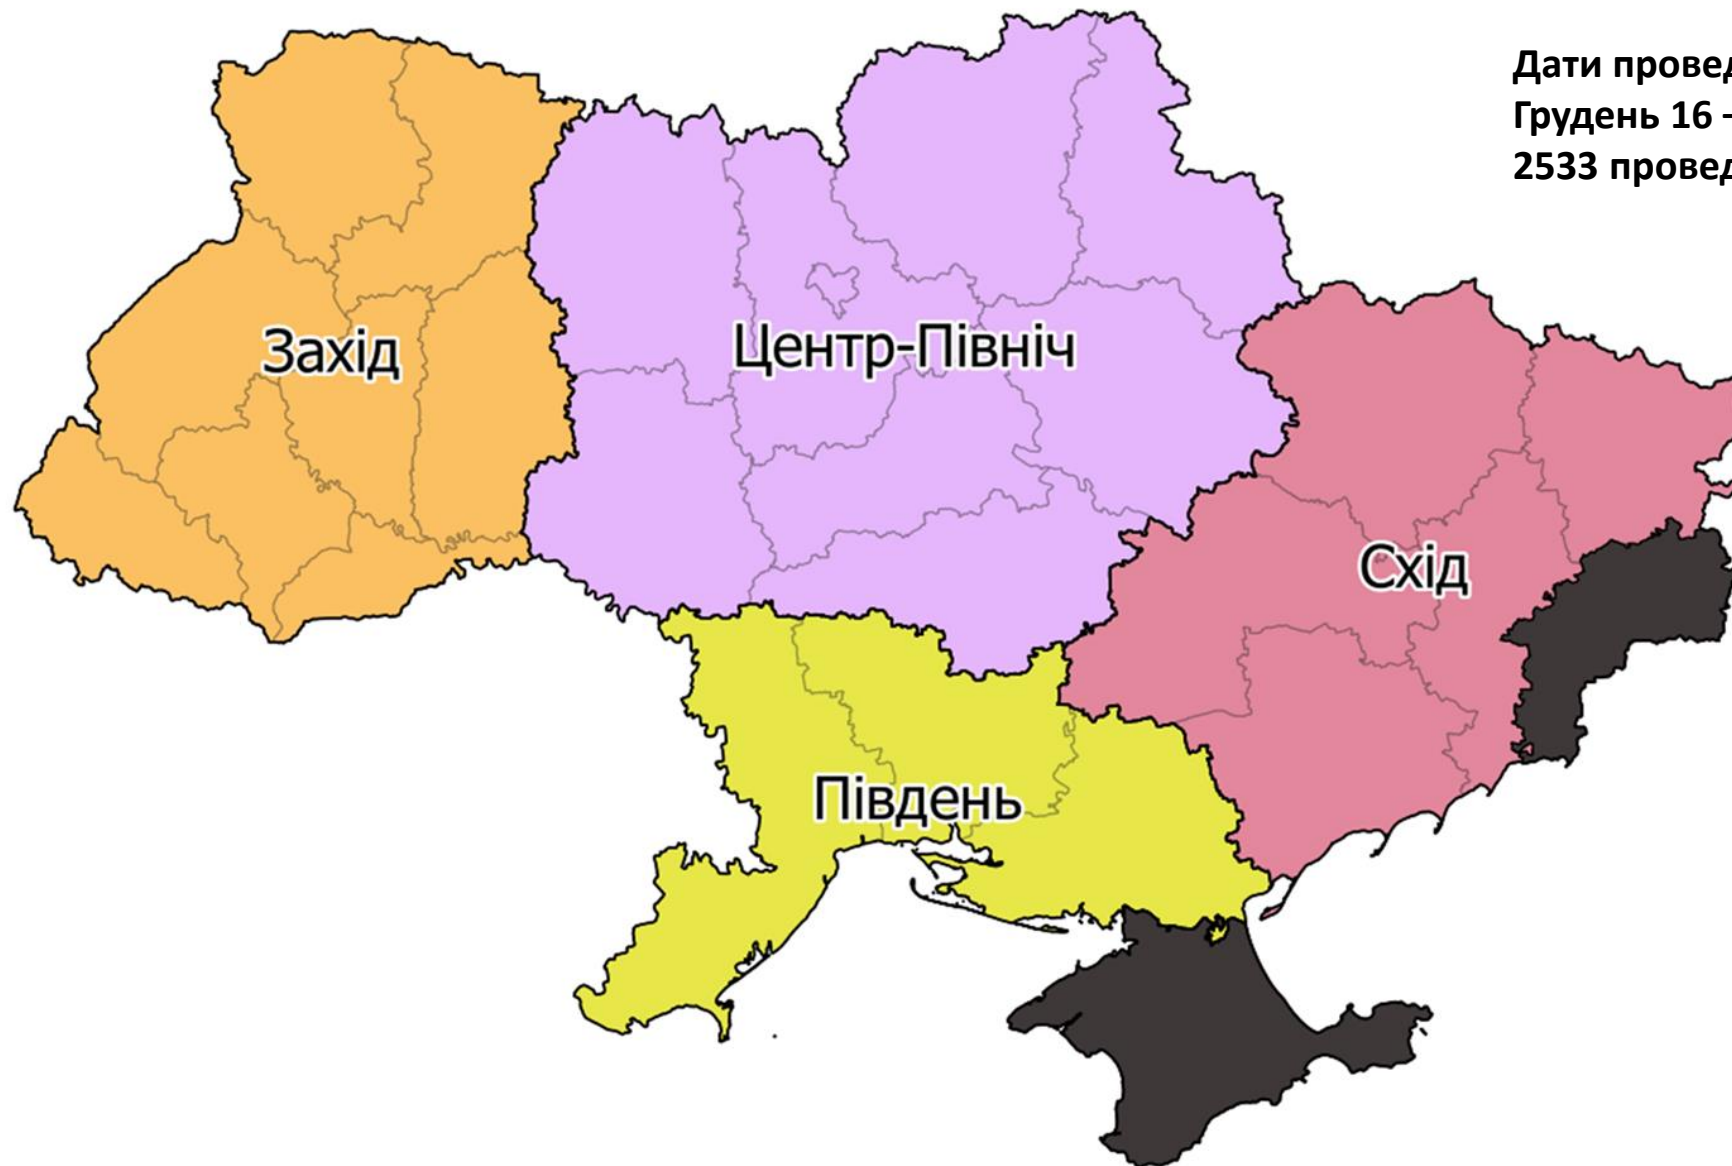 Дати провед
Грудень 16 -
2533 провед
Захід
Центр-Північ
Схід
Південь